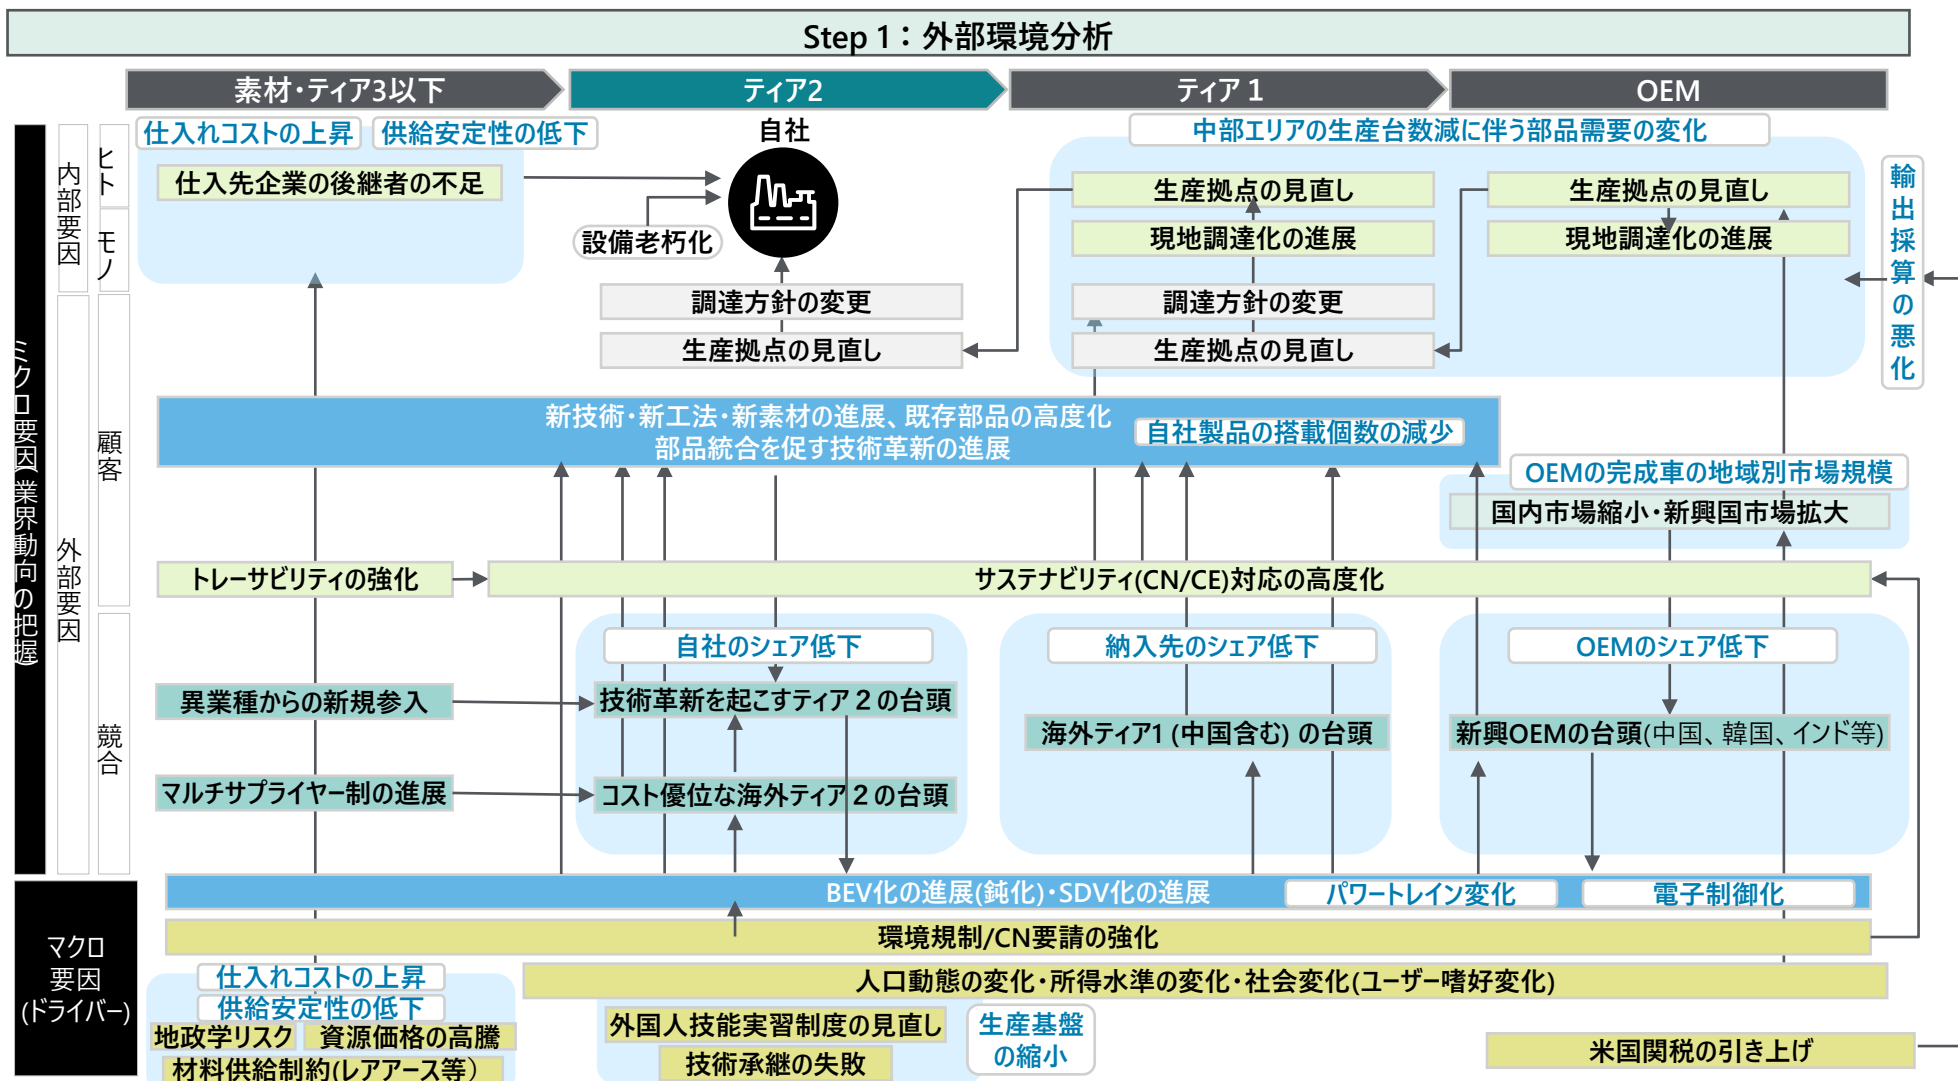 Step 1：外部環境分析
素材・ティア3以下
ティア2
ティア１
OEM
ミクロ要因(業界動向の把握)
内部要因
ヒト
モノ
仕入れコストの上昇
供給安定性の低下
仕入先企業の後継者の不足
自社
設備老朽化
調達方針の変更
生産拠点の見直し
中部エリアの生産台数減に伴う部品需要の変化
生産拠点の見直し
現地調達化の進展
調達方針の変更
生産拠点の見直し
生産拠点の見直し
現地調達化の進展
輸出採算の悪化
外部要因
顧客
新技術・新工法・新素材の進展、既存部品の高度化
部品統合を促す技術革新の進展
自社製品の搭載個数の減少
OEMの完成車の地域別市場規模
国内市場縮小・新興国市場拡大
トレーサビリティの強化
サステナビリティ(CN/CE)対応の高度化
競合
自社のシェア低下
納入先のシェア低下
OEMのシェア低下
異業種からの新規参入
技術革新を起こすティア２の台頭
海外ティア1 (中国含む) の台頭
新興OEMの台頭(中国、韓国、インド等)
マルチサプライヤー制の進展
コスト優位な海外ティア２の台頭
マクロ
要因
(ドライバー)
BEV化の進展(鈍化)・SDV化の進展
パワートレイン変化
電子制御化
環境規制/CN要請の強化
人口動態の変化・所得水準の変化・社会変化(ユーザー嗜好変化)
仕入れコストの上昇
供給安定性の低下
地政学リスク
資源価格の高騰
材料供給制約(レアアース等）
外国人技能実習制度の見直し
技術承継の失敗
生産基盤
の縮小
米国関税の引き上げ